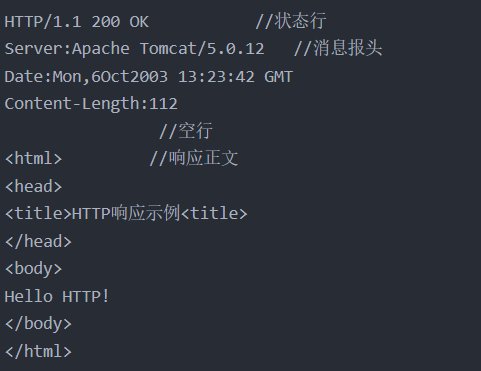 HTTP/1.1 200 OK //状态行
Server:Apache Tomcat/5.0.12 //消息报头
Date:Mon,6Oct2003 13:23:42 GMT
Content-Length:112
//空行
<html> //响应正文
<head>
<title>HTTP响应示例<title>
</head>
<body>
Hello HTTP!
</body>
</html>